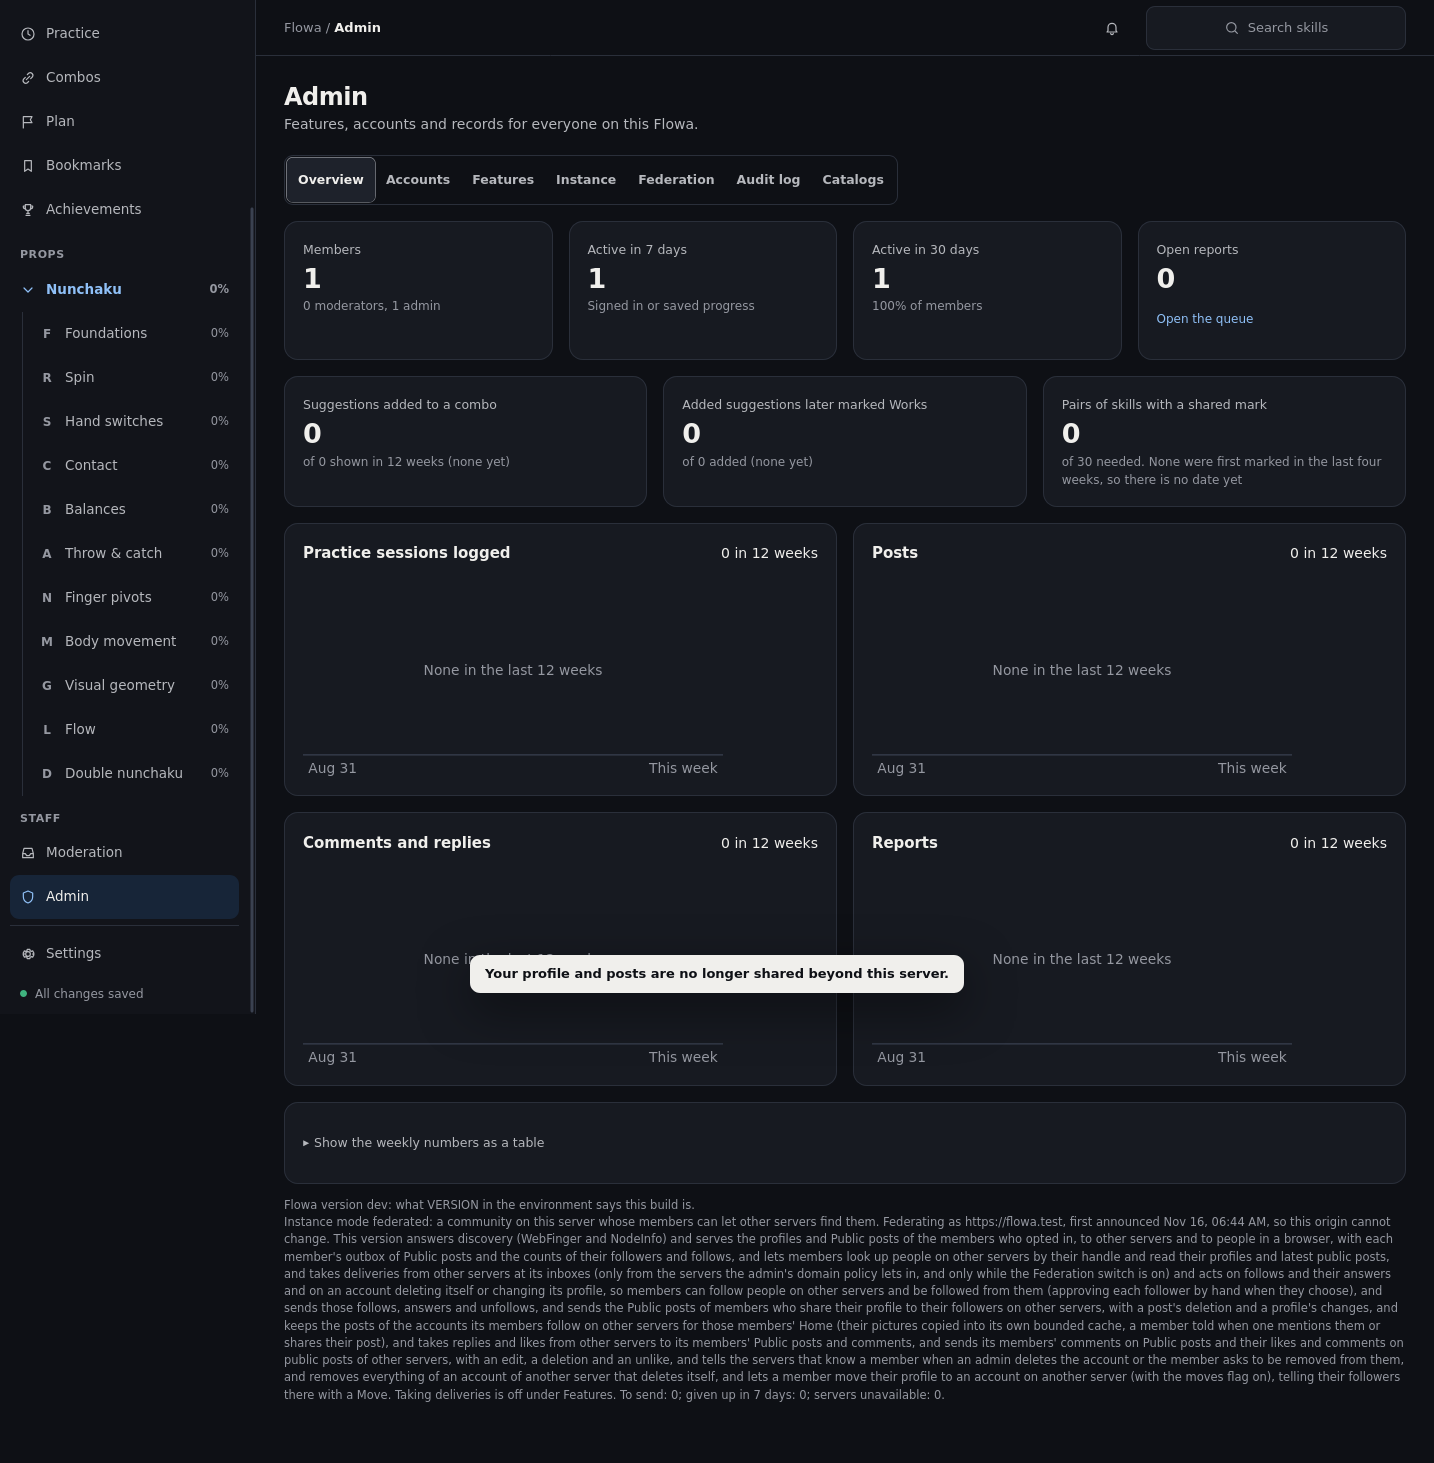 Practice
Combos
Plan
Bookmarks
Achievements
PROPS
Nunchaku 0%
F Foundations 0%
R Spin 0%
S Hand switches 0%
C Contact 0%
B Balances 0%
A Throw & catch 0%
N Finger pivots 0%
M Body movement 0%
G Visual geometry 0%
L Flow 0%
D Double nunchaku 0%
STAFF
Moderation
Admin
Settings
All changes saved
Flowa / Admin
Search skills
Admin
Features, accounts and records for everyone on this Flowa.
Overview Accounts Features Instance Federation Audit log Catalogs
Members
1
0 moderators, 1 admin
Active in 7 days
1
Signed in or saved progress
Active in 30 days
1
100% of members
Open reports
0
Open the queue
Suggestions added to a combo
0
of 0 shown in 12 weeks (none yet)
Added suggestions later marked Works
0
of 0 added (none yet)
Pairs of skills with a shared mark
0
of 30 needed. None were first marked in the last four
weeks, so there is no date yet
Practice sessions logged 0 in 12 weeks
None in the last 12 weeks
Aug 31 This week
Posts 0 in 12 weeks
None in the last 12 weeks
Aug 31 This week
Comments and replies 0 in 12 weeks
None
Aug 31 This week
Reports 0 in 12 weeks
None in the last 12 weeks
Aug 31 This week
Your profile and posts are no longer shared beyond this server.
▸ Show the weekly numbers as a table
Flowa version dev: what VERSION in the environment says this build is.
Instance mode federated: a community on this server whose members can let other servers find them. Federating as https://flowa.test, first announced Nov 16, 06:44 AM, so this origin cannot
change. This version answers discovery (WebFinger and NodeInfo) and serves the profiles and Public posts of the members who opted in, to other servers and to people in a browser, with each
member's outbox of Public posts and the counts of their followers and follows, and lets members look up people on other servers by their handle and read their profiles and latest public posts,
and takes deliveries from other servers at its inboxes (only from the servers the admin's domain policy lets in, and only while the Federation switch is on) and acts on follows and their answers
and on an account deleting itself or changing its profile, so members can follow people on other servers and be followed from them (approving each follower by hand when they choose), and
sends those follows, answers and unfollows, and sends the Public posts of members who share their profile to their followers on other servers, with a post's deletion and a profile's changes, and
keeps the posts of the accounts its members follow on other servers for those members' Home (their pictures copied into its own bounded cache, a member told when one mentions them or
shares their post), and takes replies and likes from other servers to its members' Public posts and comments, and sends its members' comments on Public posts and their likes and comments on
public posts of other servers, with an edit, a deletion and an unlike, and tells the servers that know a member when an admin deletes the account or the member asks to be removed from them,
and removes everything of an account of another server that deletes itself, and lets a member move their profile to an account on another server (with the moves flag on), telling their followers
there with a Move. Taking deliveries is off under Features. To send: 0; given up in 7 days: 0; servers unavailable: 0.